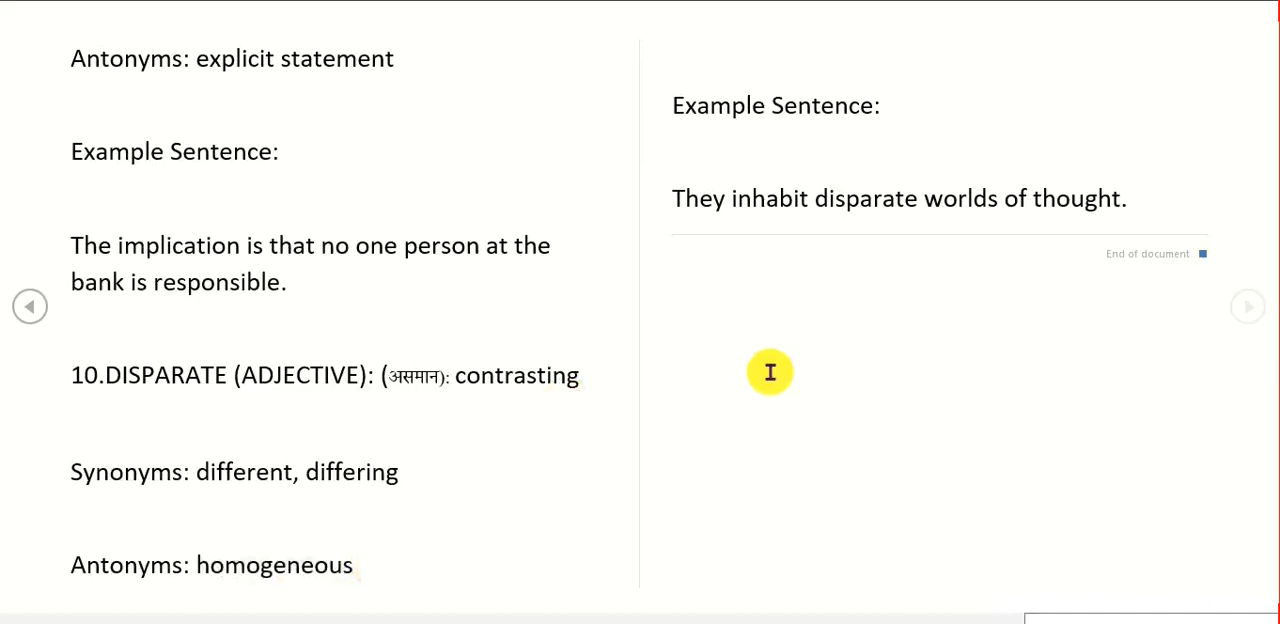 Antonyms: explicit statement
Example Sentence:
The implication is that no one person at the
bank is responsible.
10.DISPARATE (ADJECTIVE): (असमान): contrasting
Synonyms: different, differing
Antonyms: homogeneous
Example Sentence:
They inhabit disparate worlds of thought.
End of document